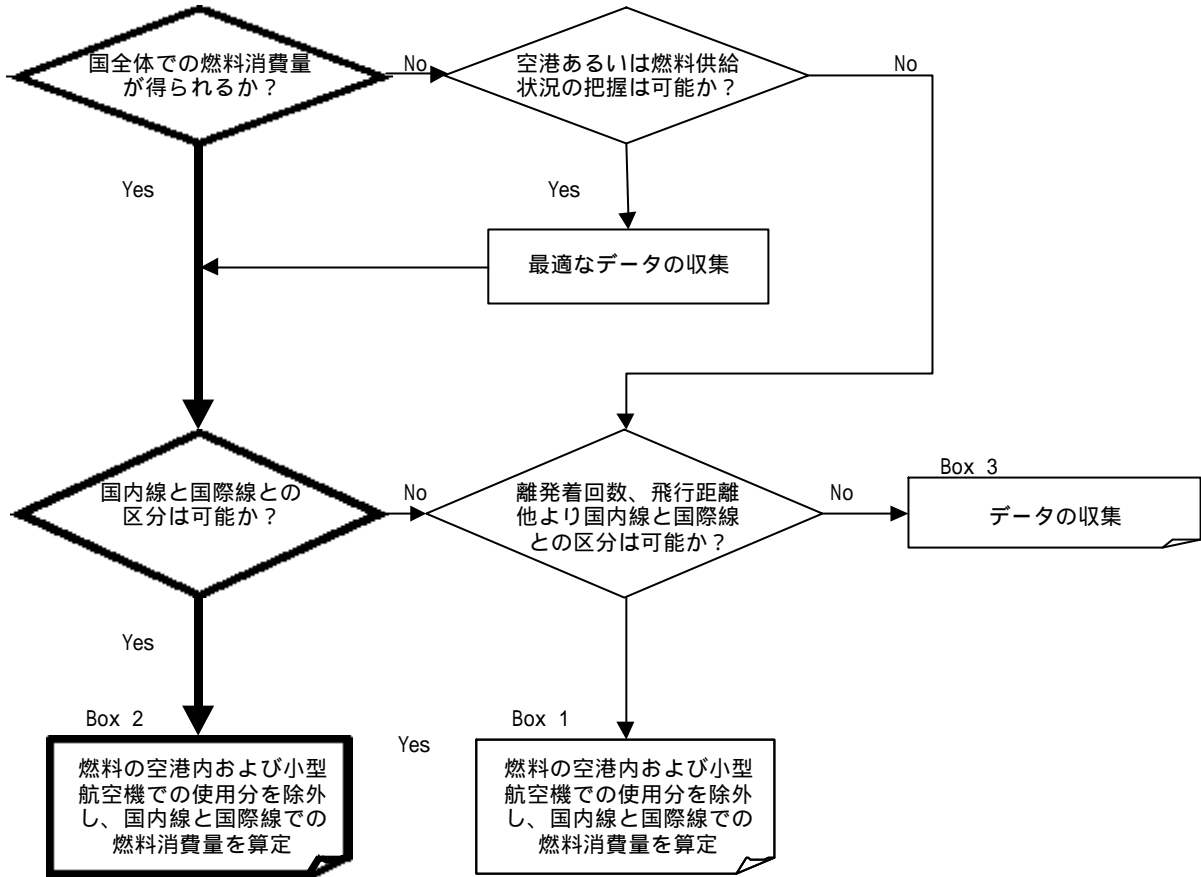 国全体での燃料消費量
が得られるか？
No
空港あるいは燃料供給
状況の把握は可能か？
No
Yes
Yes
最適なデータの収集
国内線と国際線との
区分は可能か？
No
離発着回数、飛行距離
他より国内線と国際線
との区分は可能か？
No
Box 3
データの収集
Yes
Box 2
燃料の空港内および小型
航空機での使用分を除外
し、国内線と国際線での
燃料消費量を算定
Yes
Box 1
燃料の空港内および小型
航空機での使用分を除外
し、国内線と国際線での
燃料消費量を算定